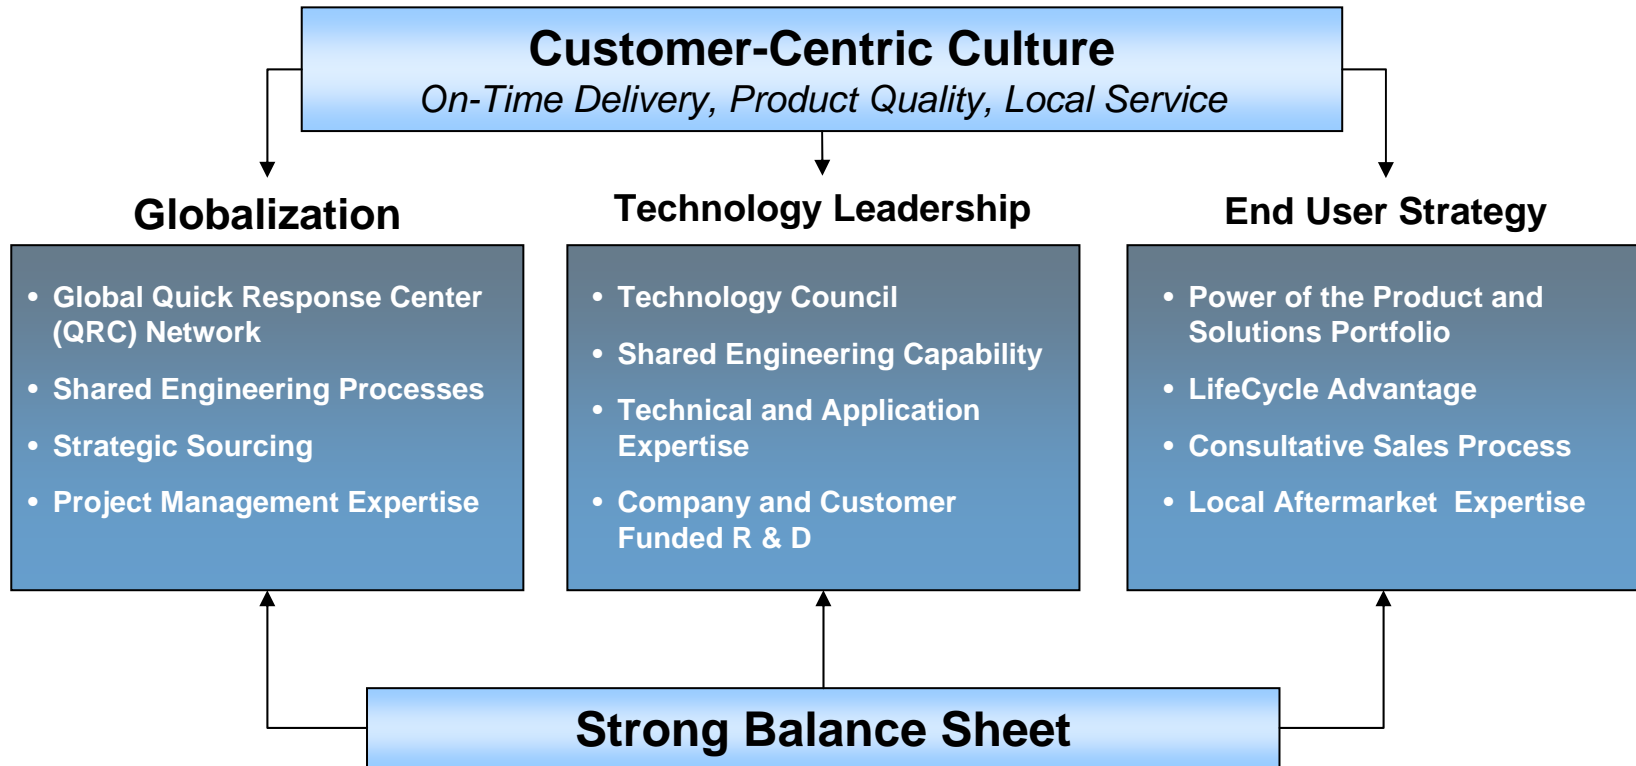 Customer-Centric Culture
On-Time Delivery, Product Quality, Local Service
Globalization
• Global Quick Response Center
(QRC) Network
• Shared Engineering Processes
• Strategic Sourcing
• Project Management Expertise
Technology Leadership
• Technology Council
• Shared Engineering Capability
• Technical and Application
Expertise
• Company and Customer
Funded R & D
End User Strategy
• Power of the Product and
Solutions Portfolio
• LifeCycle Advantage
• Consultative Sales Process
• Local Aftermarket  Expertise
Strong Balance Sheet